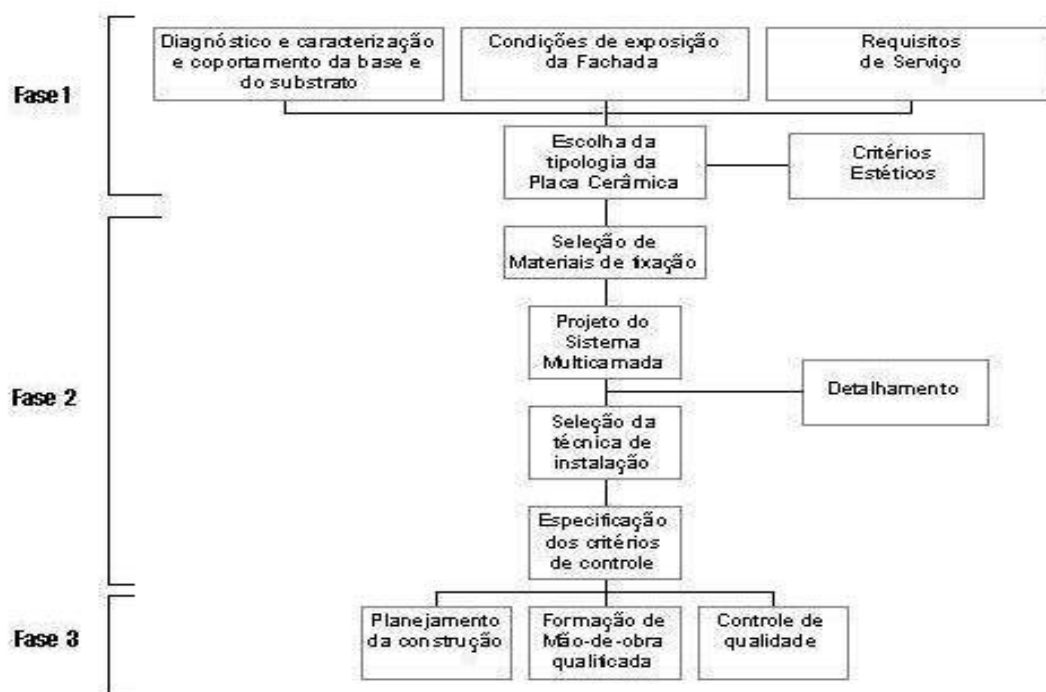 Diagnóstico e caracterização
e coportamento da base e
do substrato
Condições de exposição
da Fachada
Requisitos
de Serviço
Fase 1
Escolha da
tipologia da
Placa Cerâmica
Critérios
Estéticos
Seleção de
Materiais de fixação
Projeto do
Sistema
Multicamada
Fase 2
Detalhamento
Seleção da
técnica de
instalação
Especificação
dos critérios
de controle
Fase 3
Planejamento
da construção
Formação de
Mão-de-obra
qualificada
Controle de
qualidade